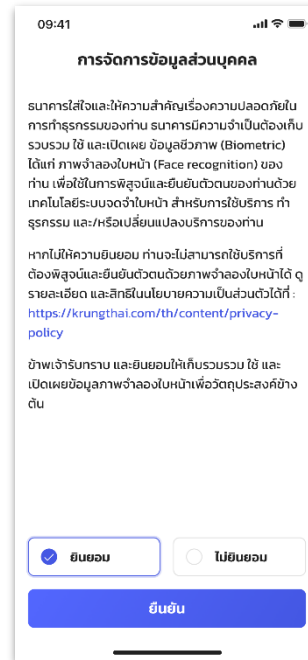 09:41
การจัดการข้อมูลส่วนบุคคล
ธนาคารใส่ใจและให้ความสำคัญเรื่องความปลอดภัยใน
การทำธุรกรรมของท่าน ธนาคารมีความจำเป็นต้องเก็บ
รวบรวม ใช้ และเปิดเผย ข้อมูลชีวภาพ (Biometric)
ได้แก่ ภาพจำลองใบหน้า (Face recognition) ของ
ท่าน เพื่อใช้ในการพิสูจน์และยืนยันตัวตนของท่านด้วย
เทคโนโลยีระบบจดจำใบหน้า สำหรับการใช้บริการ ทำ
ธุรกรรม และ/หรือเปลี่ยนแปลงบริการของท่าน
หากไม่ให้ความยินยอม ท่านจะไม่สามารถใช้บริการที่
ต้องพิสูจน์และยืนยันตัวตนด้วยภาพจำลองใบหน้าได้ ดู
รายละเอียด และสิทธิในนโยบายความเป็นส่วนตัวได้ที่ :
https://krungthai.com/th/content/privacy-
policy
ข้าพเจ้ารับทราบ และยินยอมให้เก็บรวบรวม ใช้ และ
เปิดเผยข้อมูลภาพจำลองใบหน้าเพื่อวัตถุประสงค์ข้าง
ต้น
ยินยอม
ไม่ยินยอม
ยืนยัน